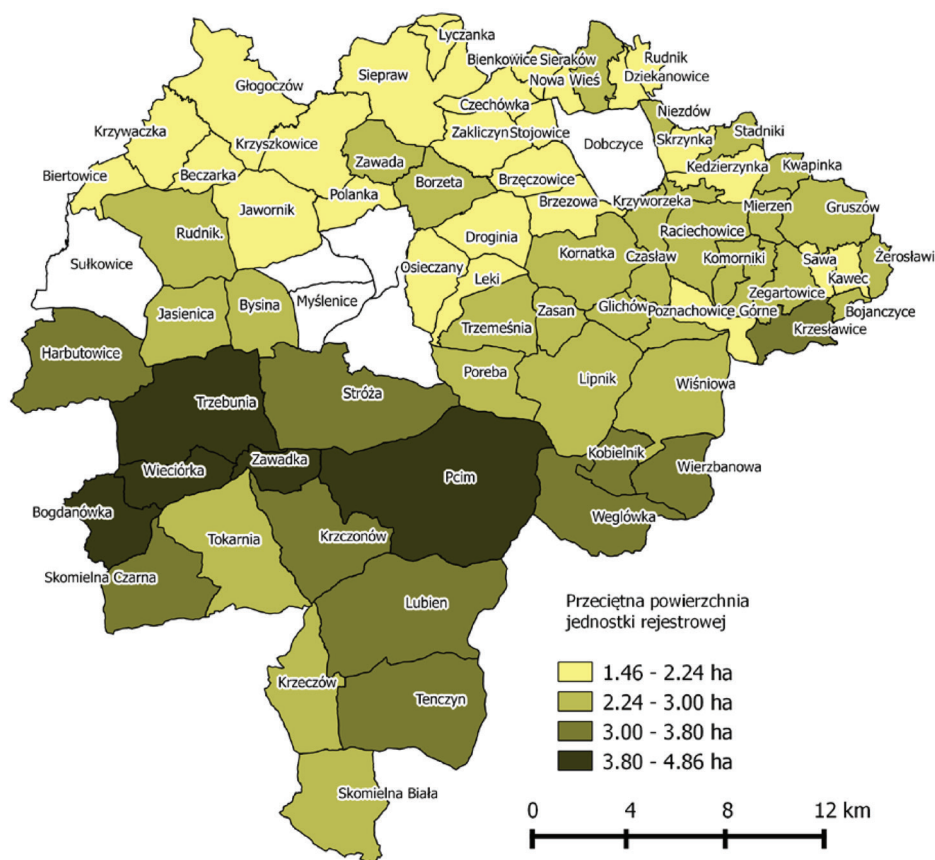 Łyczanka
Bienkowice Sieraków
Rudnik
Siepraw
Nowa Wieś
Dziekanowice
Głogoczów
Czechówka
Niezdów
Krzywaczka
Zakliczyn Stojowice
Dobczyce
Skrzynka
Stadniki
Krzyszkowice
Zawada
Kedzierzynka
Kwapinka
Biertowice
Beczarka
Polanka
Borzeta
Brzęczowice
Brzezowa
Krzyworzeka
Mierzen
Gruszów
Jawornik
Raciechowice
Rudnik.
Droginia
Sułkowice
Osieczany
Kornatka
Czasław
Komorniki
Sawa
Żerosławi
Łeki
Kawec
Jasienica
Bysina
Myślenice
Zasan
Glichów
Zegartowice
Poznachowice Górne
Bojanczyce
Trzemeśnia
Krzesławice
Harbutowice
Poreba
Lipnik
Wiśniowa
Stróża
Trzebunia
Kobielnik
Wieciórka
Zawadka
Pcim
Wierzbanowa
Bogdanówka
Weglówka
Tokarnia
Krzczonów
Skomielna Czarna
Lubien
Przeciętna powierzchnia
jednostki rejestrowej
1.46 - 2.24 ha
2.24 - 3.00 ha
3.00 - 3.80 ha
3.80 - 4.86 ha
Krzeczów
Tenczyn
Skomielna Biała
0 4 8 12 km